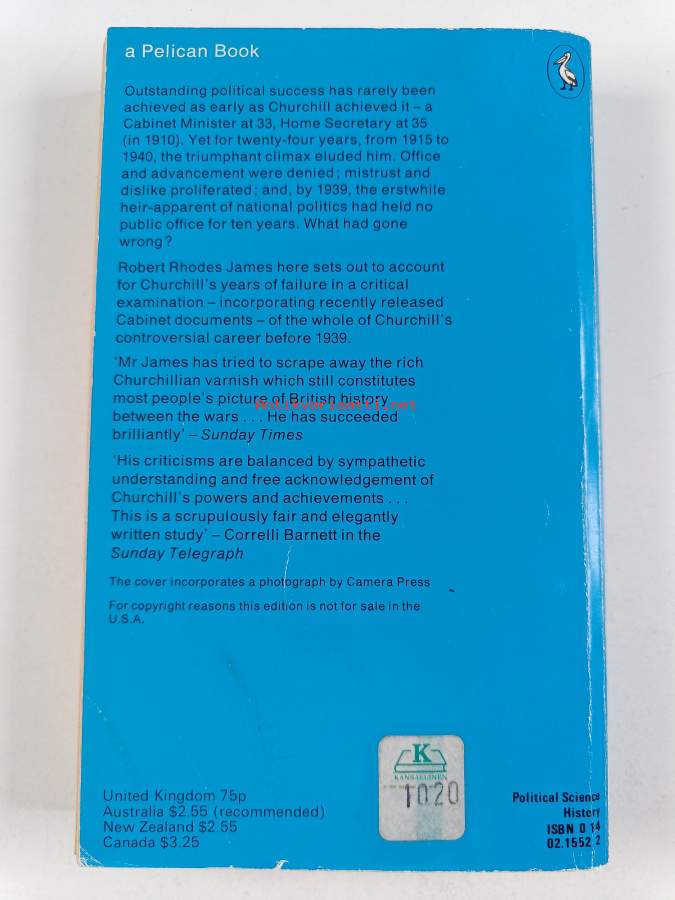 a Pelican Book
Outstanding political success has rarely been
achieved as early as Churchill achieved it – a
Cabinet Minister at 33, Home Secretary at 35
(in 1910). Yet for twenty-four years, from 1915 to
1940, the triumphant climax eluded him. Office
and advancement were denied; mistrust and
dislike proliferated; and, by 1939, the erstwhile
heir-apparent of national politics had held no
public office for ten years. What had gone
wrong?
Robert Rhodes James here sets out to account
for Churchill's years of failure in a critical
examination – incorporating recently released
Cabinet documents – of the whole of Churchill's
controversial career before 1939.
'Mr James has tried to scrape away the rich
Churchillian varnish which still constitutes
most people's picture of British history
Antikvariaatti.net
between the wars . . . He has succeeded
brilliantly' – Sunday Times
'His criticisms are balanced by sympathetic
understanding and free acknowledgement of
Churchill's powers and achievements . . .
This is a scrupulously fair and elegantly
written study' – Correlli Barnett in the
Sunday Telegraph
The cover incorporates a photograph by Camera Press
For copyright reasons this edition is not for sale in the
U.S.A.
K
KANSALLINEN
1020
United Kingdom 75p
Australia $2.55 (recommended)
New Zealand $2.55
Canada $3.25
Political Science
History
ISBN 0 14
02.1552 2